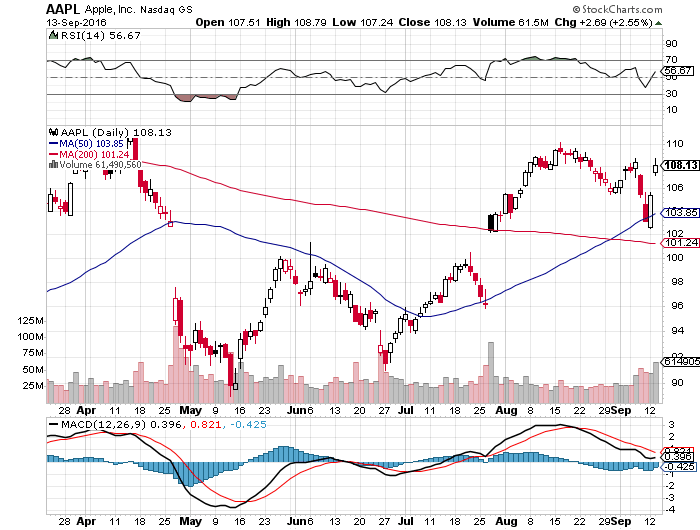 AAPL Apple, Inc. Nasdaq GS © StockCharts.com
13-Sep-2016 Open 107.51 High 108.79 Low 107.24 Close 108.13 Volume 61.5M Chg +2.69 (+2.55%)
RSI(14) 56.67
90
70
56.67
50
30
10
AAPL (Daily) 108.13
MA(50) 103.85
MA(200) 101.24
Volume 61,490,560
110
108.13
106
103.85
102
101.24
100
98
96
94
92
90
125M
100M
75M
50M
25M
614905
28 Apr 11 18 25 May 9 16 23 Jun 6 13 20 27 Jul 11 18 25 Aug 8 15 22 29 Sep 12
MACD(12,26,9) 0.396, 0.821, -0.425
3
2
1
0.396
-0.425
-1
-2
-3
-4
28 Apr 11 18 25 May 9 16 23 Jun 6 13 20 27 Jul 11 18 25 Aug 8 15 22 29 Sep 12